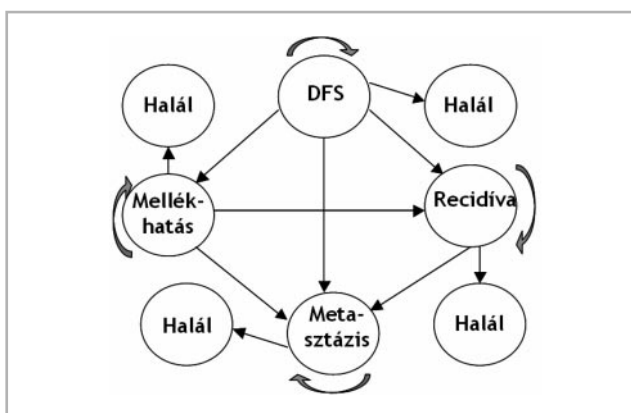 DFS
Halál
Halál
Mellék-
hatás
Recidíva
Halál
Meta-
sztázis
Halál